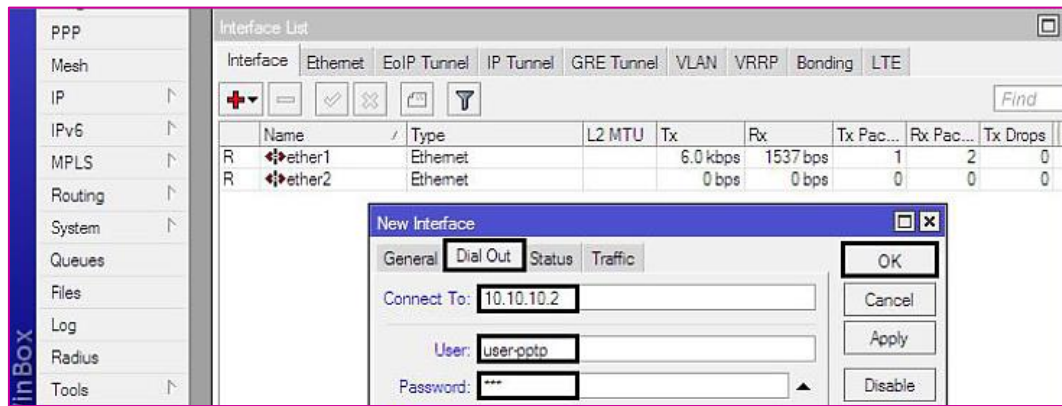 PPP
Mesh
IP
IPv6
MPLS
Routing
System
Queues
Files
Log
Radius
Tools
inBox
Interface List
Interface Ethernet EoIP Tunnel IP Tunnel GRE Tunnel VLAN VRRP Bonding LTE
Find
Name / Type L2 MTU Tx Rx Tx Pac... Rx Pac... Tx Drops
R ether1 Ethernet 6.0 kbps 1537 bps 1 2 0
R ether2 Ethernet 0 bps 0 bps 0 0 0
New Interface
General Dial Out Status Traffic
OK
Connect To: 10.10.10.2
Cancel
User: user-pptp
Apply
Password: ***
Disable